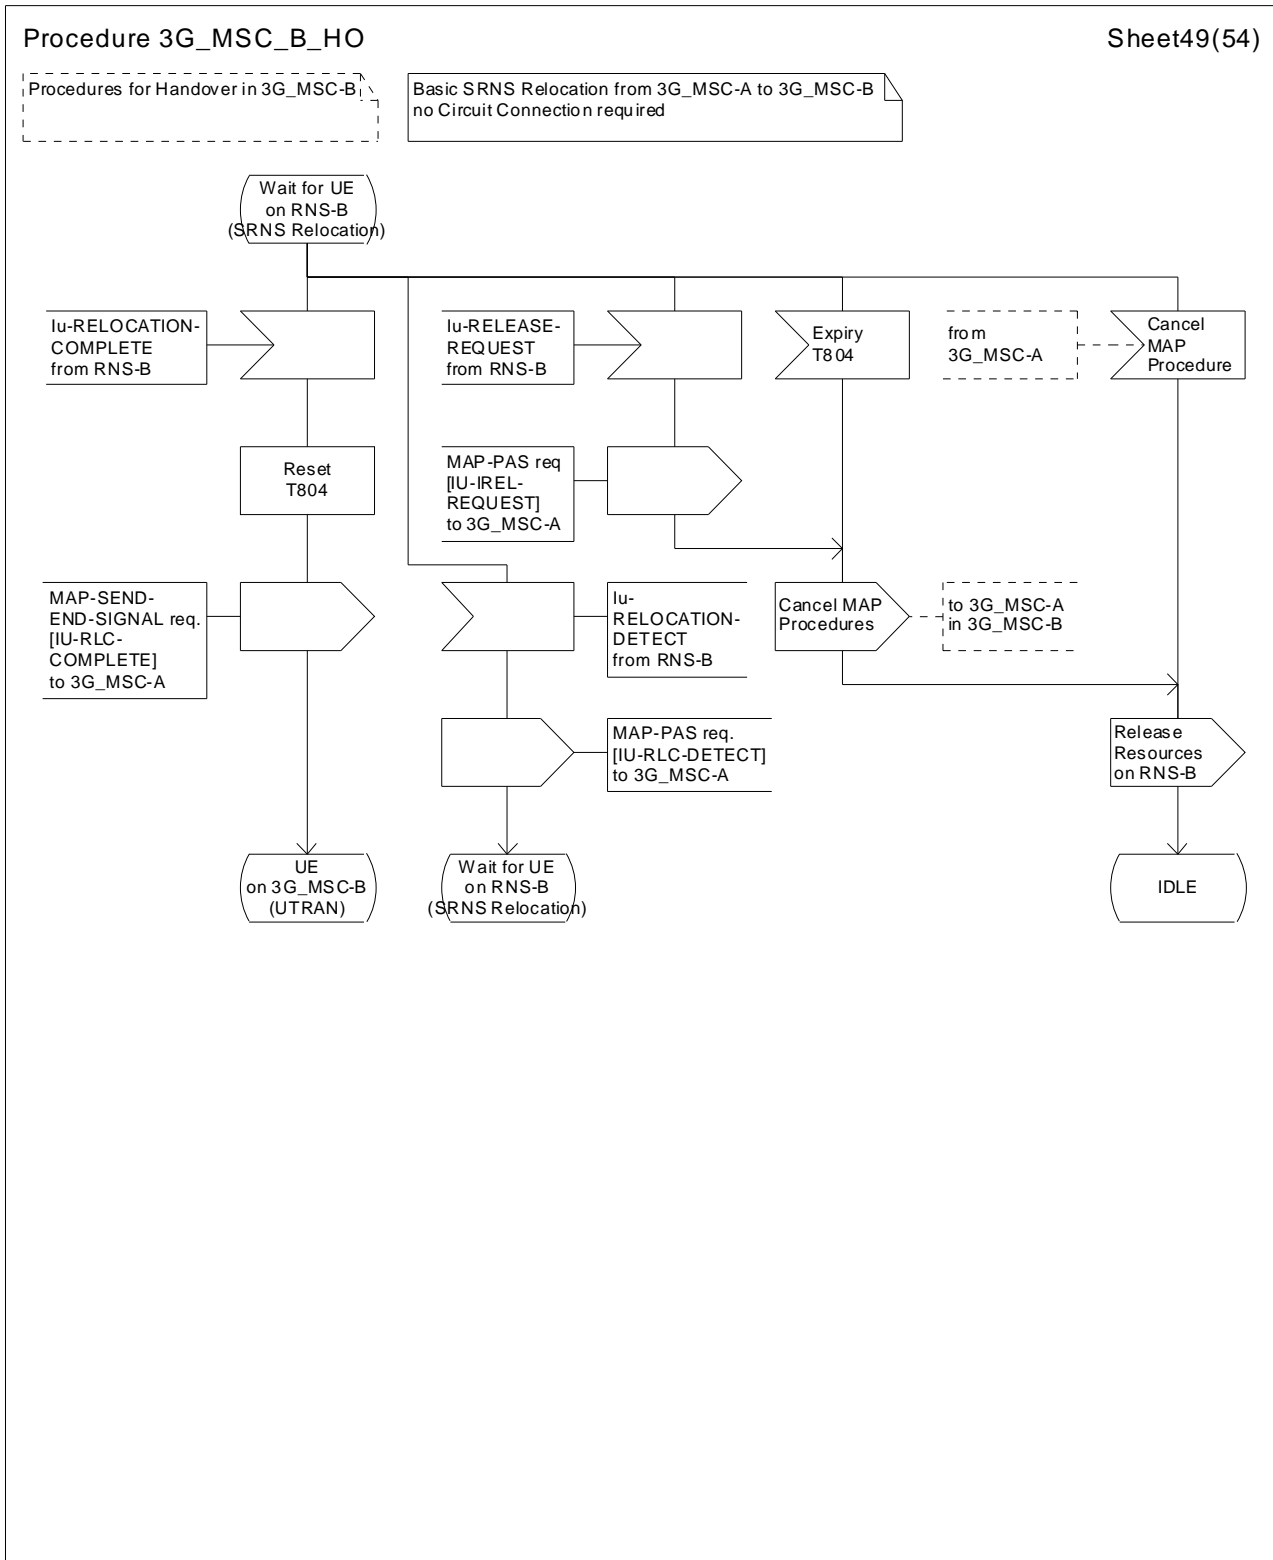 Procedure 3G_MSC_B_HO
Sheet49(54)
Procedures for Handover in 3G_MSC-B
Basic SRNS Relocation from 3G_MSC-A to 3G_MSC-B
no Circuit Connection required
Wait for UE
on RNS-B
(SRNS Relocation)
Iu-RELOCATION-
COMPLETE
from RNS-B
Iu-RELEASE-
REQUEST
from RNS-B
Expiry
T804
from
3G_MSC-A
Cancel
MAP
Procedure
Reset
T804
MAP-PAS req
[IU-IREL-
REQUEST]
to 3G_MSC-A
MAP-SEND-
END-SIGNAL req.
[IU-RLC-
COMPLETE]
to 3G_MSC-A
Iu-
RELOCATION-
DETECT
from RNS-B
Cancel MAP
Procedures
to 3G_MSC-A
in 3G_MSC-B
MAP-PAS req.
[IU-RLC-DETECT]
to 3G_MSC-A
Release
Resources
on RNS-B
UE
on 3G_MSC-B
(UTRAN)
Wait for UE
on RNS-B
(SRNS Relocation)
IDLE